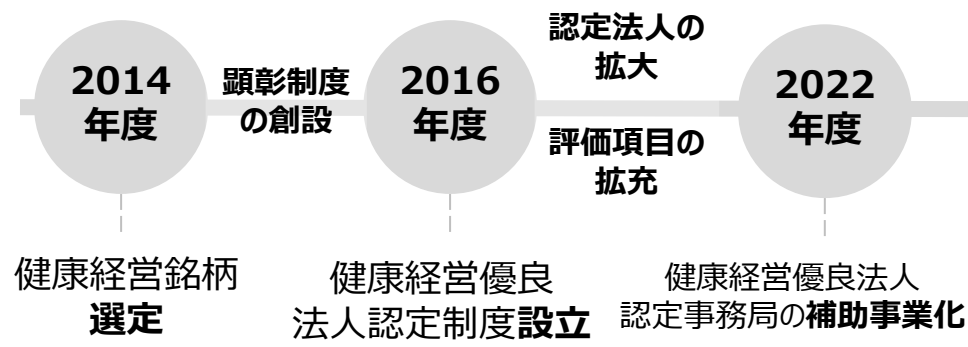 2014
年度
顕彰制度
の創設
2016
年度
認定法人の
拡大
評価項目の
拡充
2022
年度
健康経営銘柄
選定
健康経営優良
法人認定制度設立
健康経営優良法人
認定事務局の補助事業化